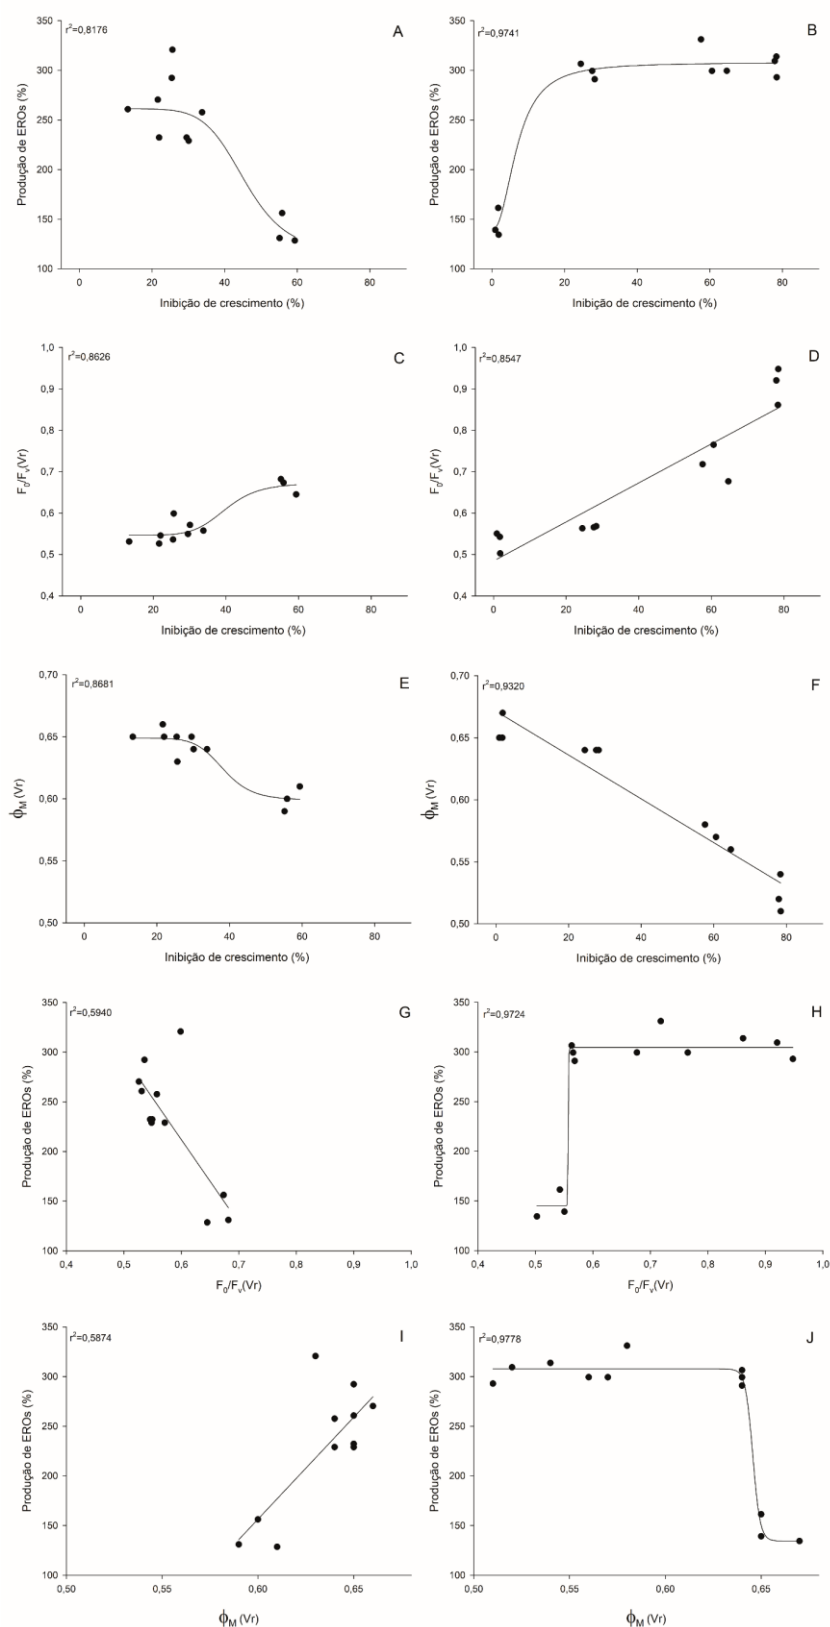 r²=0,8176
A
Produção de EROs (%)
350
300
250
200
150
100
0 20 40 60 80
Inibição de crescimento (%)
r²=0,9741
B
Produção de EROs (%)
350
300
250
200
150
100
0 20 40 60 80
Inibição de crescimento (%)
r²=0,8626
C
F₀/Fᵥ(Vr)
1,0
0,9
0,8
0,7
0,6
0,5
0,4
0 20 40 60 80
Inibição de crescimento (%)
r²=0,8547
D
F₀/Fᵥ(Vr)
1,0
0,9
0,8
0,7
0,6
0,5
0,4
0 20 40 60 80
Inibição de crescimento (%)
r²=0,8681
E
ϕM (Vr)
0,70
0,65
0,60
0,55
0,50
0 20 40 60 80
Inibição de crescimento (%)
r²=0,9320
F
ϕM (Vr)
0,70
0,65
0,60
0,55
0,50
0 20 40 60 80
Inibição de crescimento (%)
r²=0,5940
G
Produção de EROs (%)
350
300
250
200
150
100
0,4 0,5 0,6 0,7 0,8 0,9 1,0
F₀/Fᵥ(Vr)
r²=0,9724
H
Produção de EROs (%)
350
300
250
200
150
100
0,4 0,5 0,6 0,7 0,8 0,9 1,0
F₀/Fᵥ(Vr)
r²=0,5874
I
Produção de EROs (%)
350
300
250
200
150
100
0,50 0,55 0,60 0,65
ϕM (Vr)
r²=0,9778
J
Produção de EROs (%)
350
300
250
200
150
100
0,50 0,55 0,60 0,65
ϕM (Vr)